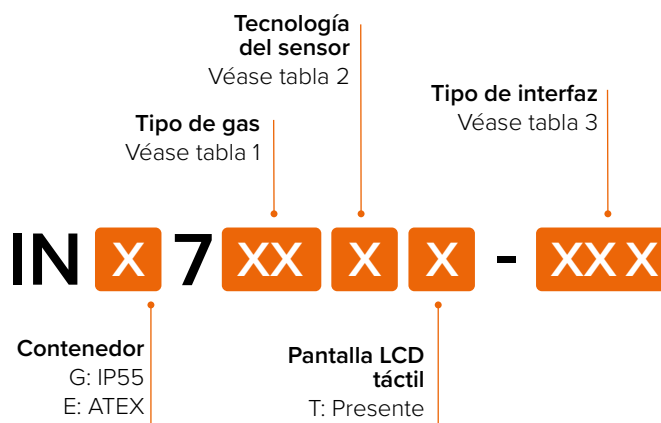 Tecnología
del sensor
Véase tabla 2
Tipo de interfaz
Véase tabla 3
Tipo de gas
Véase tabla 1
IN X 7 XX X X - XX X
Contenedor
G: IP55
E: ATEX
Pantalla LCD
táctil
T: Presente